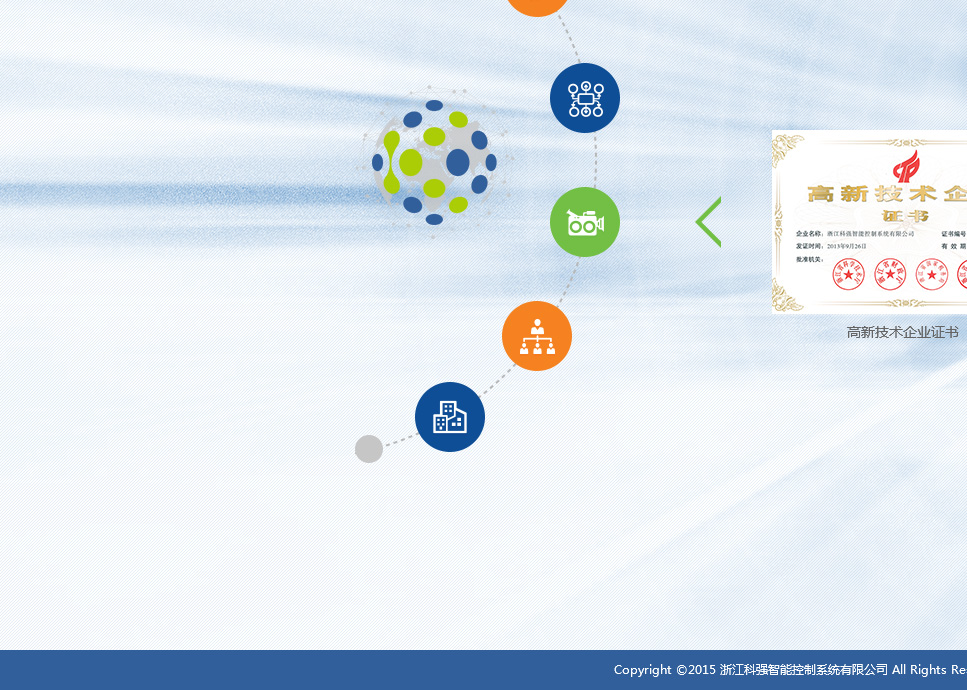 高新技术企
证书
企业名称：浙江科强智能控制系统有限公司 证书编号
发证时间：2013年9月26日 有 效 期
批准机关：
高新技术企业证书
Copyright ©2015 浙江科强智能控制系统有限公司 All Rights Re